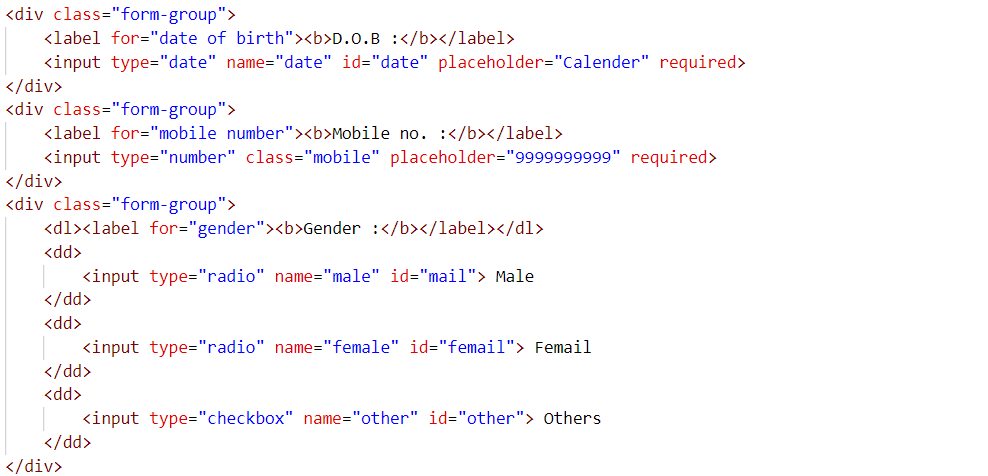 <div class="form-group">
    <label for="date of birth"><b>D.O.B :</b></label>
    <input type="date" name="date" id="date" placeholder="Calender" required>
</div>
<div class="form-group">
    <label for="mobile number"><b>Mobile no. :</b></label>
    <input type="number" class="mobile" placeholder="9999999999" required>
</div>
<div class="form-group">
    <dl><label for="gender"><b>Gender :</b></label></dl>
    <dd>
        <input type="radio" name="male" id="mail"> Male
    </dd>
    <dd>
        <input type="radio" name="female" id="femail"> Femail
    </dd>
    <dd>
        <input type="checkbox" name="other" id="other"> Others
    </dd>
</div>